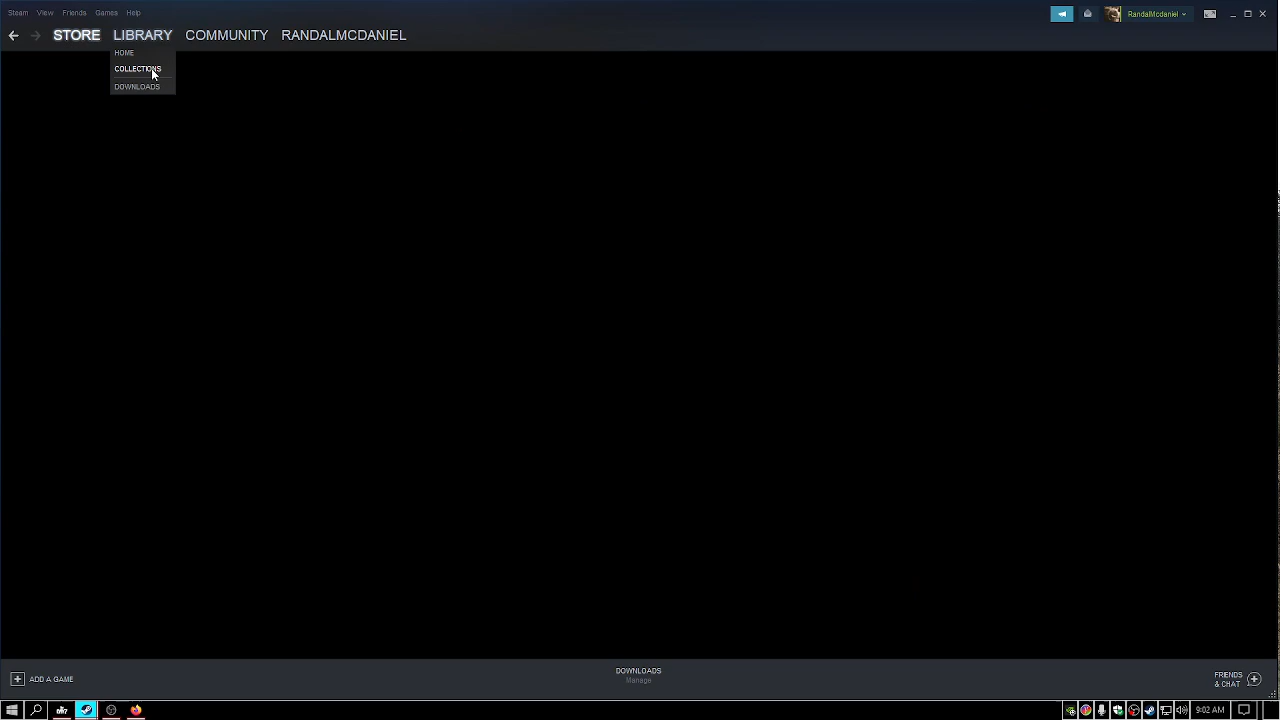 Steam View Friends Games Help
RandalMcdaniel
STORE LIBRARY COMMUNITY RANDALMCDANIEL
HOME
COLLECTIONS
DOWNLOADS
DOWNLOADS
Manage
ADD A GAME
FRIENDS
& CHAT
9:02 AM